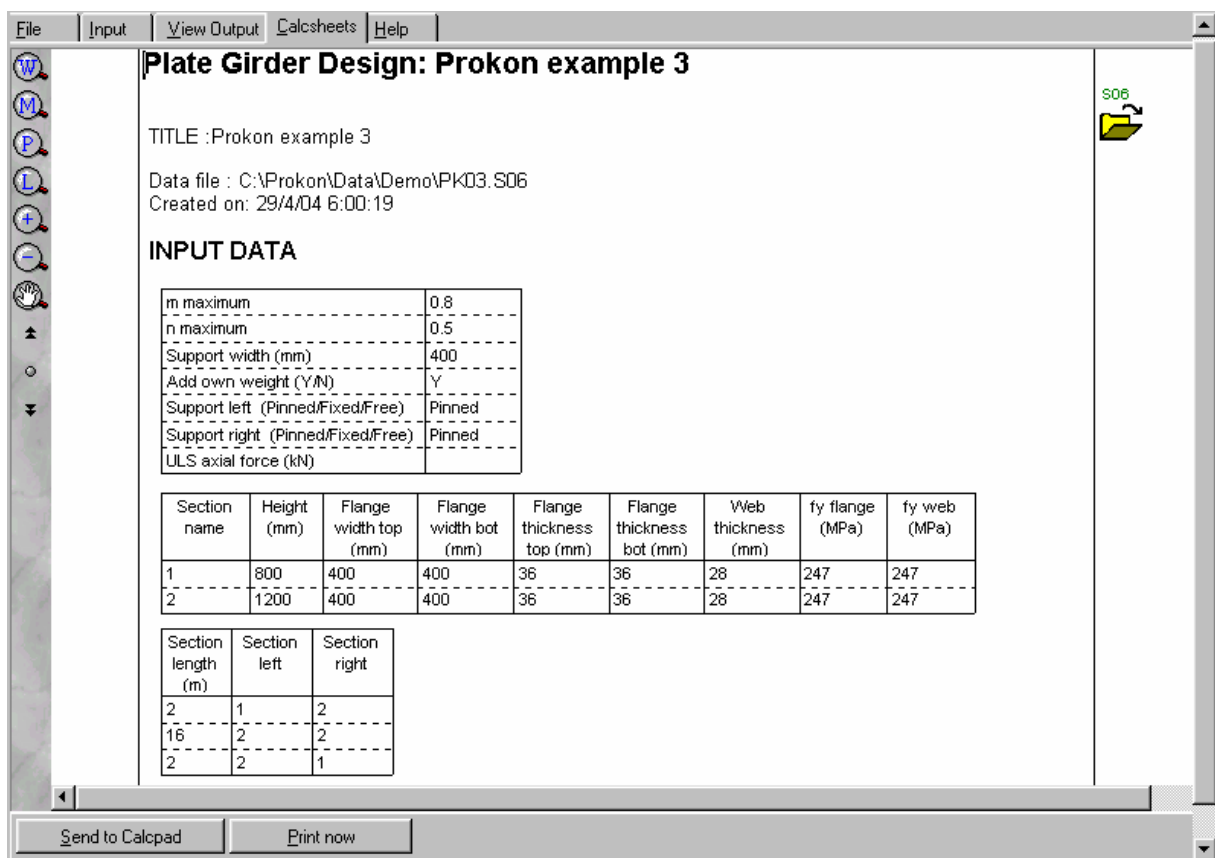 File Input View Output Calcsheets Help
Plate Girder Design: Prokon example 3
S06
TITLE :Prokon example 3
Data file : C:\Prokon\Data\Demo\PK03.S06
Created on: 29/4/04 6:00:19
INPUT DATA
W
M
P
L
m maximum 0.8
n maximum 0.5
Support width (mm) 400
Add own weight (Y/N) Y
Support left (Pinned/Fixed/Free) Pinned
Support right (Pinned/Fixed/Free) Pinned
ULS axial force (kN)
Section Height Flange Flange Flange Flange Web fy flange fy web
name (mm) width top width bot thickness thickness thickness (MPa) (MPa)
(mm) (mm) top (mm) bot (mm) (mm)
1 800 400 400 36 36 28 247 247
2 1200 400 400 36 36 28 247 247
Section Section Section
length left right
(m)
2 1 2
16 2 2
2 2 1
Send to Calcpad Print now